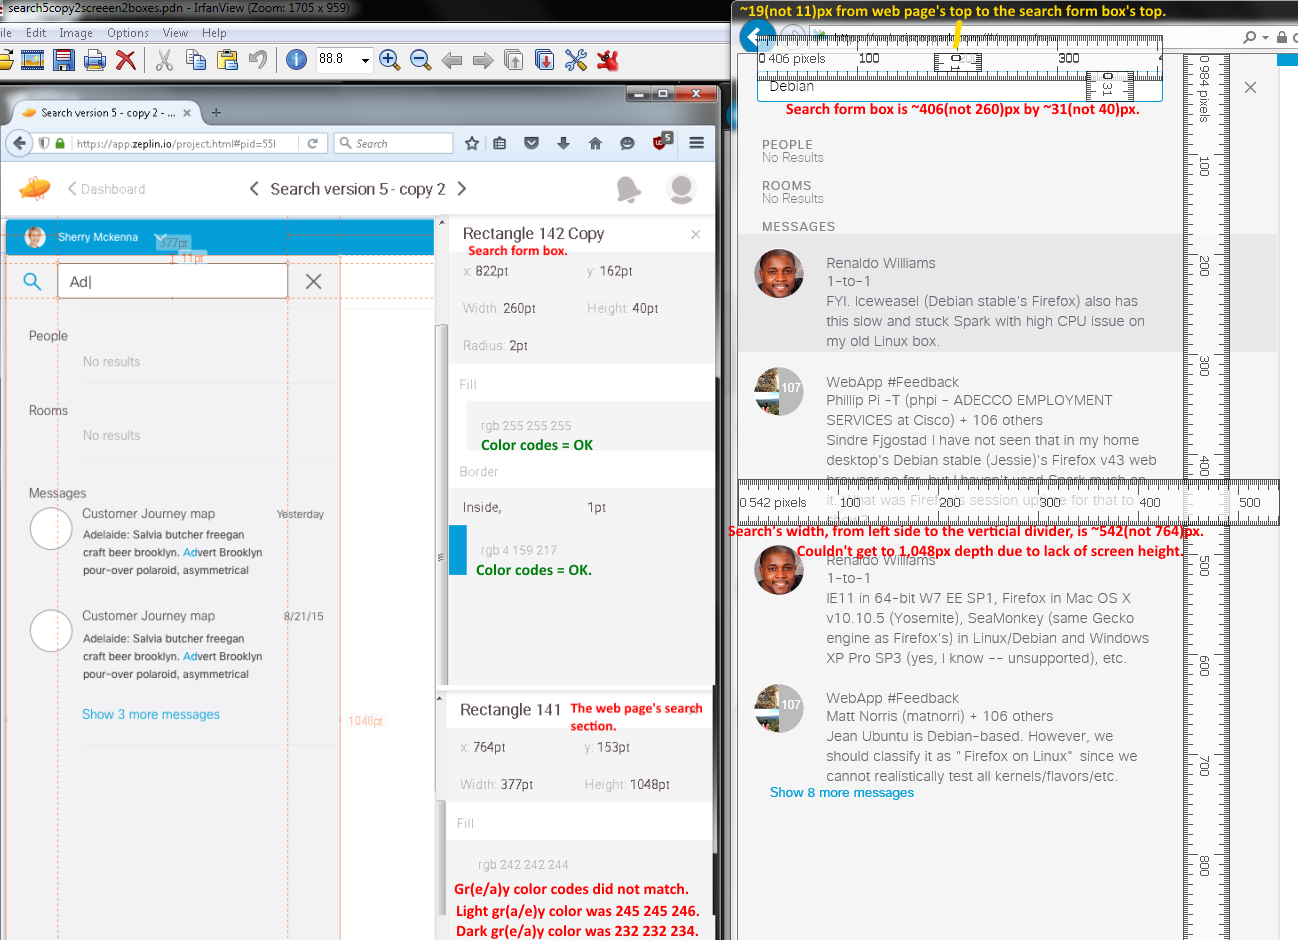 search5copy2screeen2boxes.pdn - IrfanView (Zoom: 1705 x 959)
ile Edit Image Options View Help
88.8
Search version 5 - copy 2 - ...
https://app.zeplin.io/project.html#pid=55l
Search
5
Dashboard
Search version 5 - copy 2
Sherry Mckenna
377pt
11pt
Ad
People
No results
Rooms
No results
Messages
Customer Journey map
Yesterday
Adelaide: Salvia butcher freegan
craft beer brooklyn. Advert Brooklyn
pour-over polaroid, asymmetrical
Customer Journey map
8/21/15
Adelaide: Salvia butcher freegan
craft beer brooklyn. Advert Brooklyn
pour-over polaroid, asymmetrical
Show 3 more messages
1048pt
Rectangle 142 Copy
Search form box.
x: 822pt
y: 162pt
Width: 260pt
Height: 40pt
Radius: 2pt
Fill
rgb 255 255 255
Color codes = OK
Border
Inside,
1pt
rgb 4 159 217
Color codes = OK.
Rectangle 141
The web page's search
section.
x: 764pt
y: 153pt
Width: 377pt
Height: 1048pt
Fill
rgb 242 242 244
Gr(e/a)y color codes did not match.
Light gr(a/e)y color was 245 245 246.
Dark gr(e/a)y color was 232 232 234.
~19(not 11)px from web page's top to the search form box's top.
0 406 pixels 100 300
Debian
0 31
Search form box is ~406(not 260)px by ~31(not 40)px.
0 984 pixels
100
200
300
400
500
600
700
800
PEOPLE
No Results
ROOMS
No Results
MESSAGES
Renaldo Williams
1-to-1
FYI. Iceweasel (Debian stable's Firefox) also has
this slow and stuck Spark with high CPU issue on
my old Linux box.
107
WebApp #Feedback
Phillip Pi -T (phpi - ADECCO EMPLOYMENT
SERVICES at Cisco) + 106 others
Sindre Fjgostad I have not seen that in my home
desktop's Debian stable (Jessie)'s Firefox v43 web
0 542 pixels 100 200 300 400 500
Search's width, from left side to the verticial divider, is ~542(not 764)px.
Couldn't get to 1,048px depth due to lack of screen height.
Renaldo Williams
1-to-1
IE11 in 64-bit W7 EE SP1, Firefox in Mac OS X
v10.10.5 (Yosemite), SeaMonkey (same Gecko
engine as Firefox's) in Linux/Debian and Windows
XP Pro SP3 (yes, I know -- unsupported), etc.
107
WebApp #Feedback
Matt Norris (matnorri) + 106 others
Jean Ubuntu is Debian-based. However, we
should classify it as "Firefox on Linux" since we
cannot realistically test all kernels/flavors/etc.
Show 8 more messages